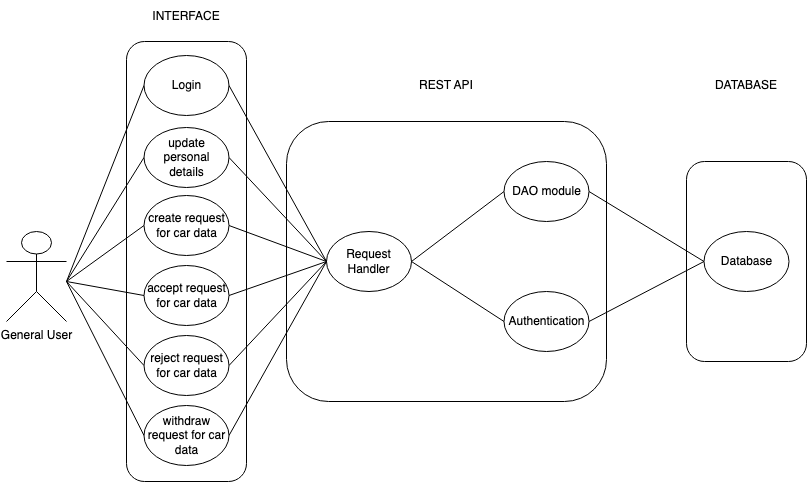 INTERFACE
REST API
DATABASE
Login
update
personal
details
create request
for car data
accept request
for car data
reject request
for car data
withdraw
request for car
data
General User
Request
Handler
DAO module
Authentication
Database